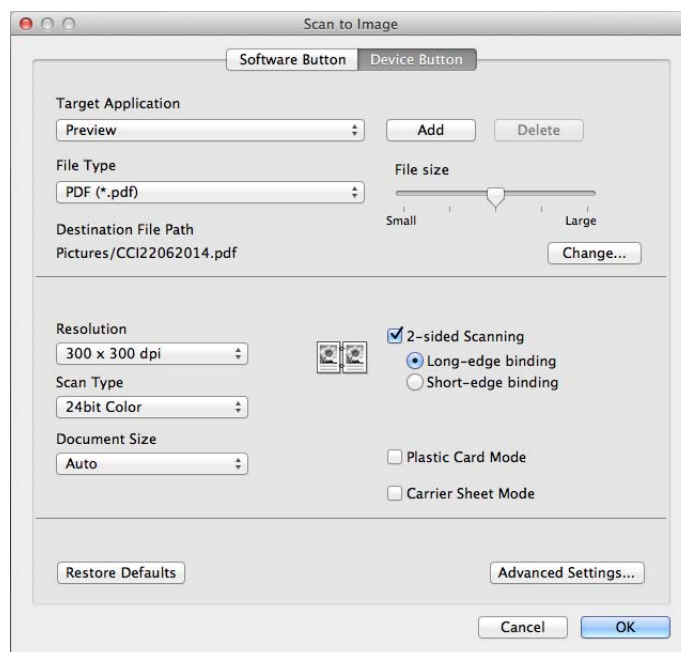 Scan to Image
Software Button Device Button
Target Application
Preview Add Delete
File Type File size
PDF (*.pdf)
Small Large
Destination File Path
Pictures/CCI22062014.pdf Change...
Resolution 2-sided Scanning
300 x 300 dpi Long-edge binding
Scan Type Short-edge binding
24bit Color
Document Size
Auto Plastic Card Mode
Carrier Sheet Mode
Restore Defaults Advanced Settings...
Cancel OK